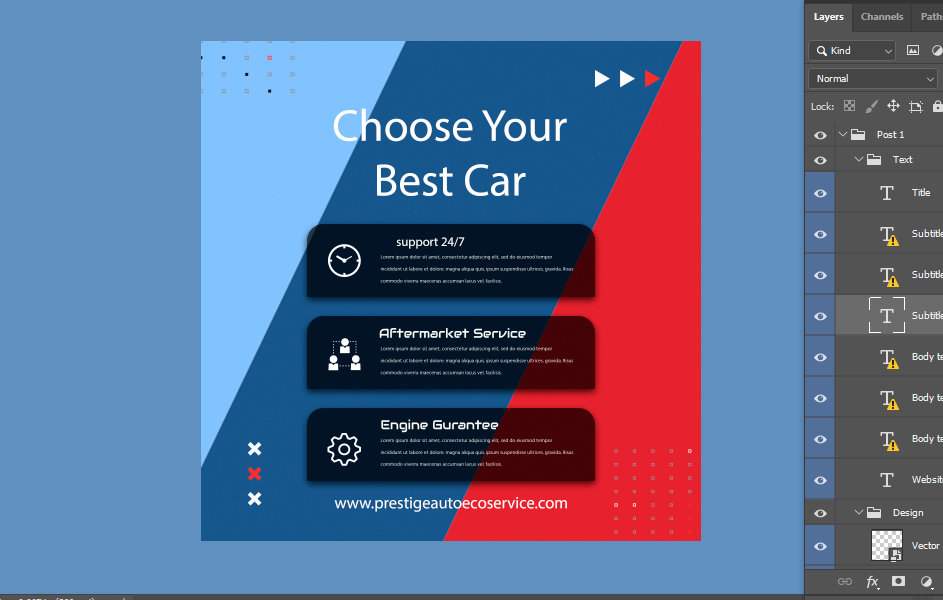 Layers Channels Path
Kind
Normal
Lock:
Post 1
Text
Title
Subtitle
Subtitle
Subtitle
Body te
Body te
Body te
Websit
Design
Vector
fx
Choose Your
Best Car
support 24/7
Lorem ipsum dolor sit amet, consectetur adipiscing elit, sed do eiusmod tempor
incididunt ut labore et dolore. magna aliqua quis ipsum suspendisse ultrices, gravida. Risus
commodo viverra maecenas accumsan lacus vel facilisis.
Aftermarket Service
Lorem ipsum dolor sit amet, consectetur adipiscing elit, sed do eiusmod tempor
incididunt ut labore et dolore. magna aliqua quis ipsum suspendisse ultrices, gravida. Risus
commodo viverra maecenas accumsan lacus vel facilisis.
Engine Gurantee
Lorem ipsum dolor sit amet, consectetur adipiscing elit, sed do eiusmod tempor
incididunt ut labore et dolore. magna aliqua quis ipsum suspendisse ultrices, gravida. Risus
commodo viverra maecenas accumsan lacus vel facilisis.
www.prestigeautoecoservice.com